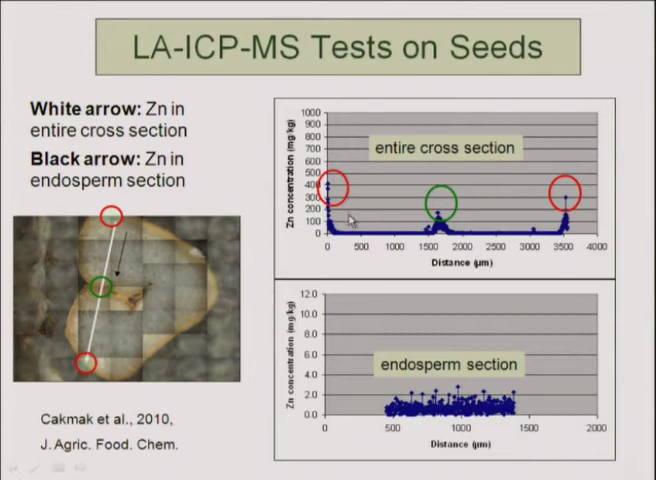 LA-ICP-MS Tests on Seeds
White arrow: Zn in
entire cross section
Black arrow: Zn in
endosperm section
Cakmak et al., 2010,
J. Agric. Food. Chem.
Zn concentration (mg/kg)
1000
900
800
700
600
500
400
300
200
100
0
entire cross section
0 500 1000 1500 2000 2500 3000 3500 4000
Distance (µm)
Zn concentration (mg/kg)
12.0
10.0
8.0
6.0
4.0
2.0
0.0
endosperm section
0 500 1000 1500 2000
Distance (µm)